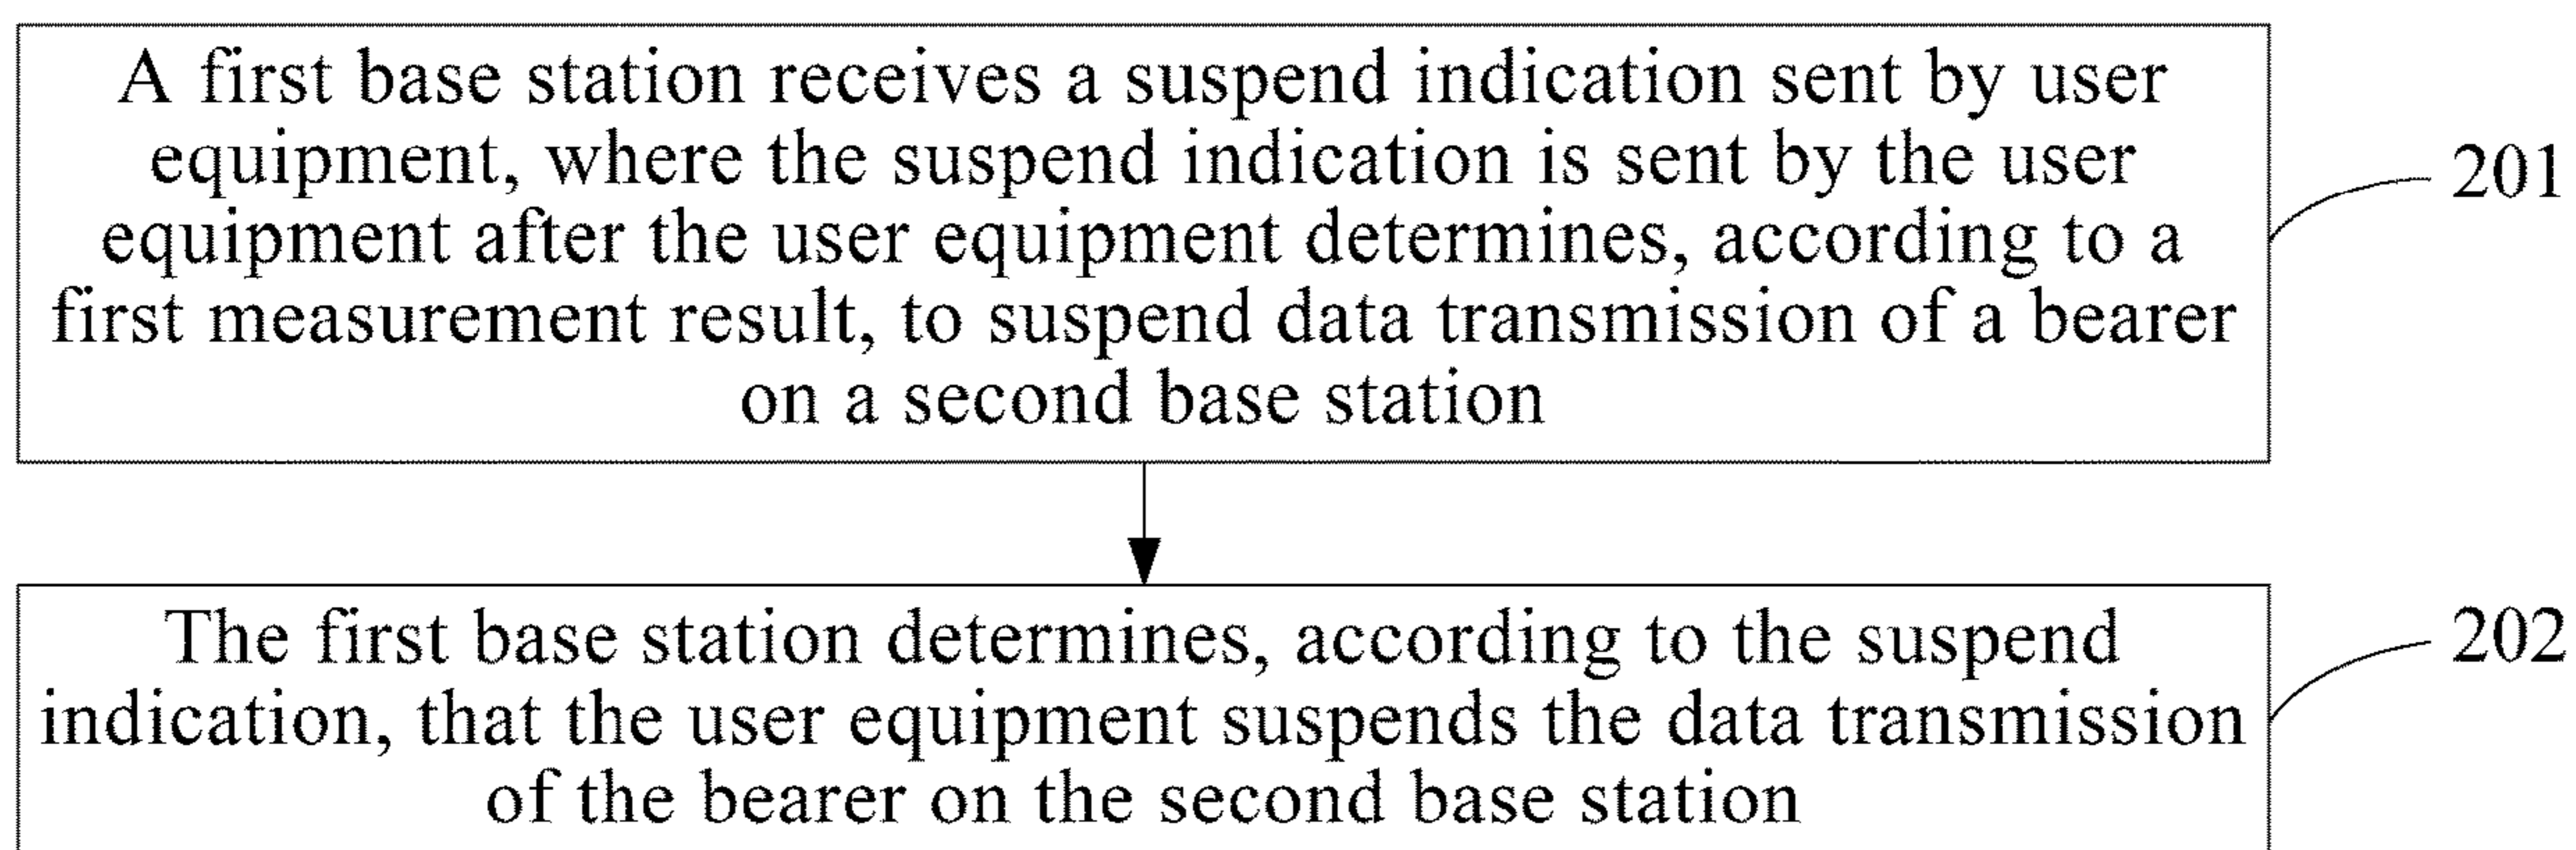 A first base station receives a suspend indication sent by user
equipment, where the suspend indication is sent by the user
equipment after the user equipment determines, according to a
first measurement result, to suspend data transmission of a bearer
on a second base station
201
The first base station determines, according to the suspend
indication, that the user equipment suspends the data transmission
of the bearer on the second base station
202